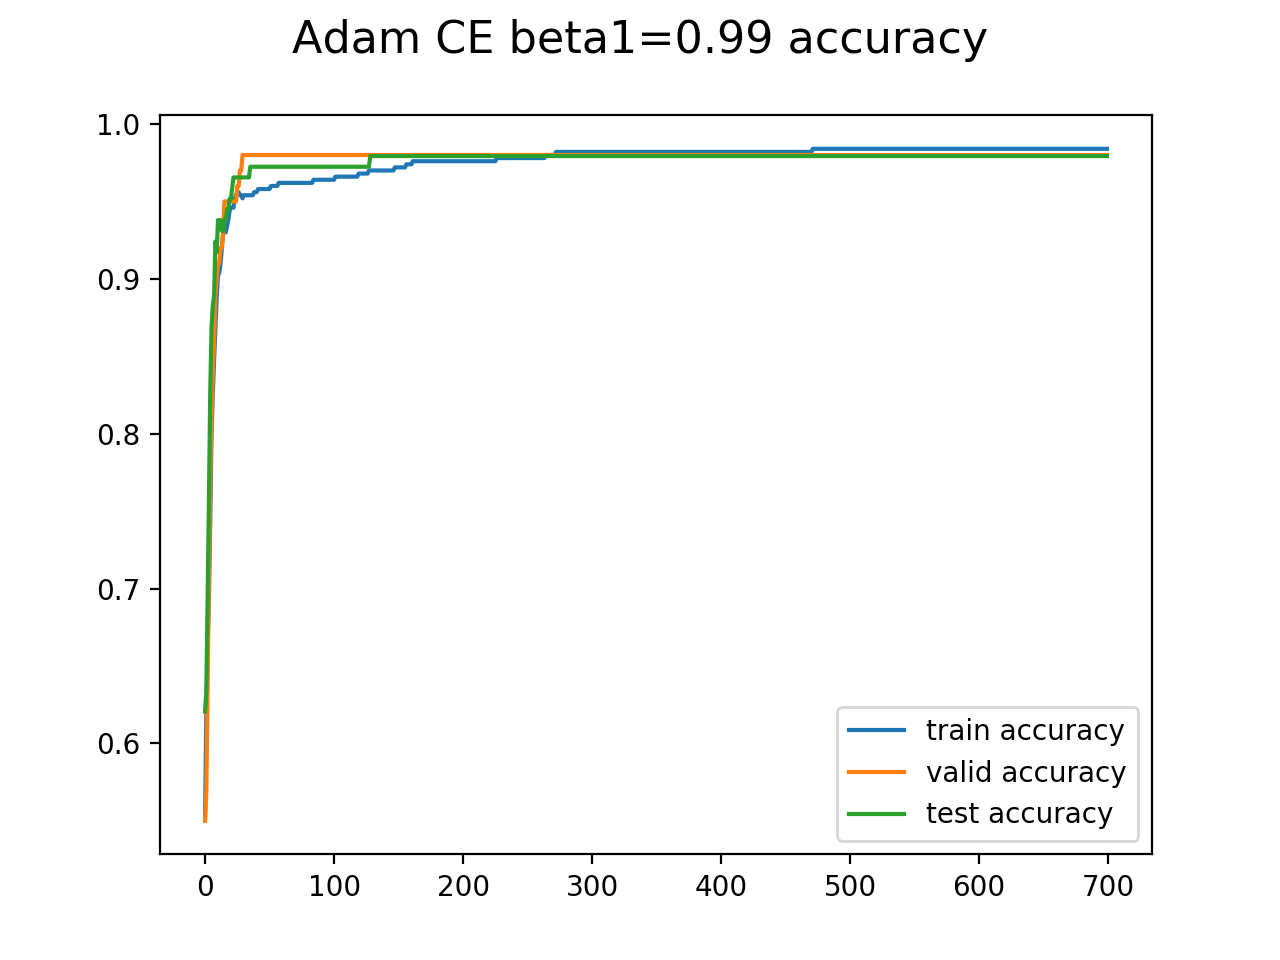 Adam CE beta1=0.99 accuracy
1.0
0.9
0.8
0.7
0.6
train accuracy
valid accuracy
test accuracy
0 100 200 300 400 500 600 700